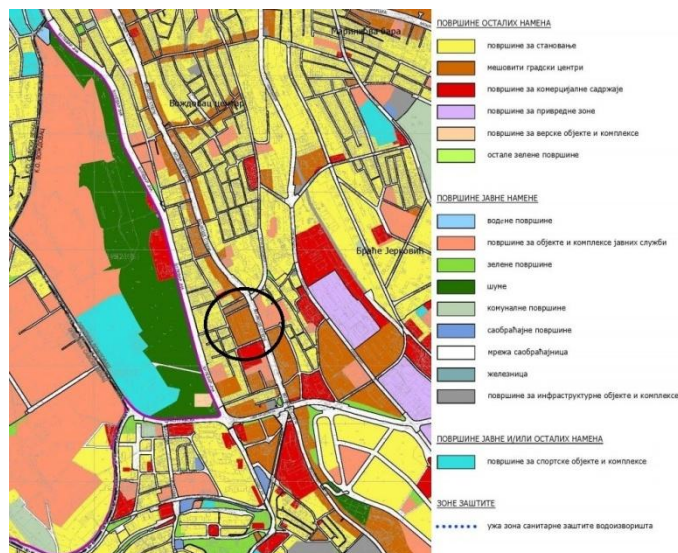 Маринкова бара
Вождовац центар
Браће Јерковић
ПОВРШИНЕ ОСТАЛИХ НАМЕНА
површине за становање
мешовити градски центри
површине за комерцијалне садржаје
површине за привредне зоне
површине за верске објекте и комплексе
остале зелене површине
ПОВРШИНЕ ЈАВНЕ НАМЕНЕ
водене површине
површине за објекте и комплексе јавних служби
зелене површине
шуме
комуналне површине
саобраћајне површине
мрежа саобраћајница
железница
површине за инфраструктурне објекте и комплексе
ПОВРШИНЕ ЈАВНЕ И/ИЛИ ОСТАЛИХ НАМЕНА
површине за спортске објекте и комплексе
ЗОНЕ ЗАШТИТЕ
ужа зона санитарне заштите водоизворишта